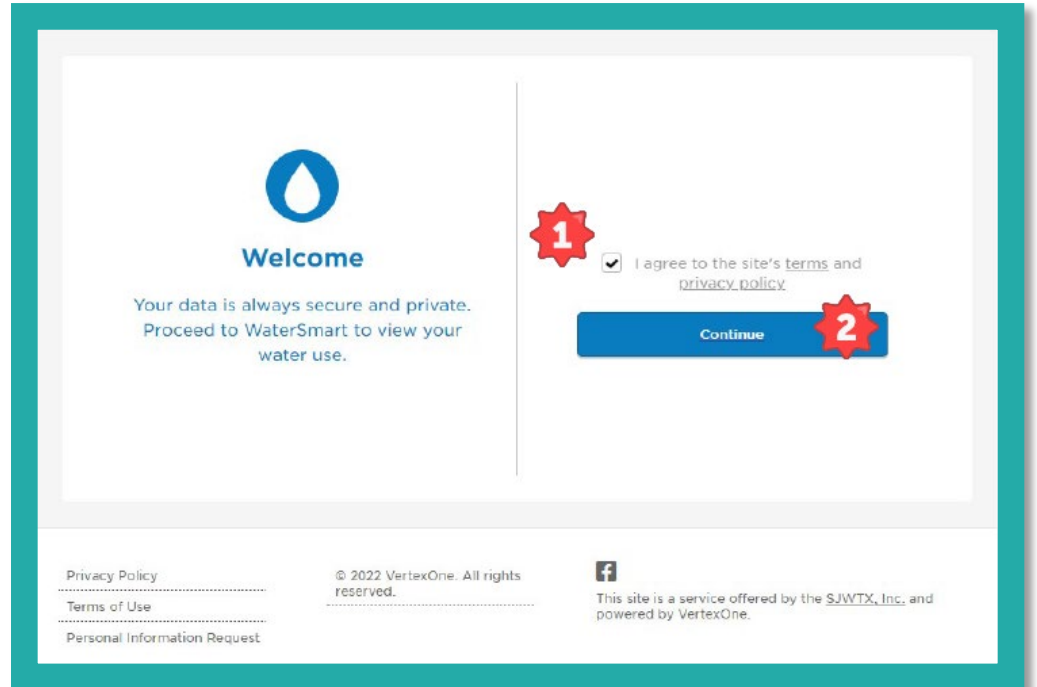 Welcome
Your data is always secure and private.
Proceed to WaterSmart to view your
water use.
1
I agree to the site's terms and
privacy policy
Continue
2
Privacy Policy
Terms of Use
Personal Information Request
© 2022 VertexOne. All rights
reserved.
This site is a service offered by the SJWTX, Inc. and
powered by VertexOne.